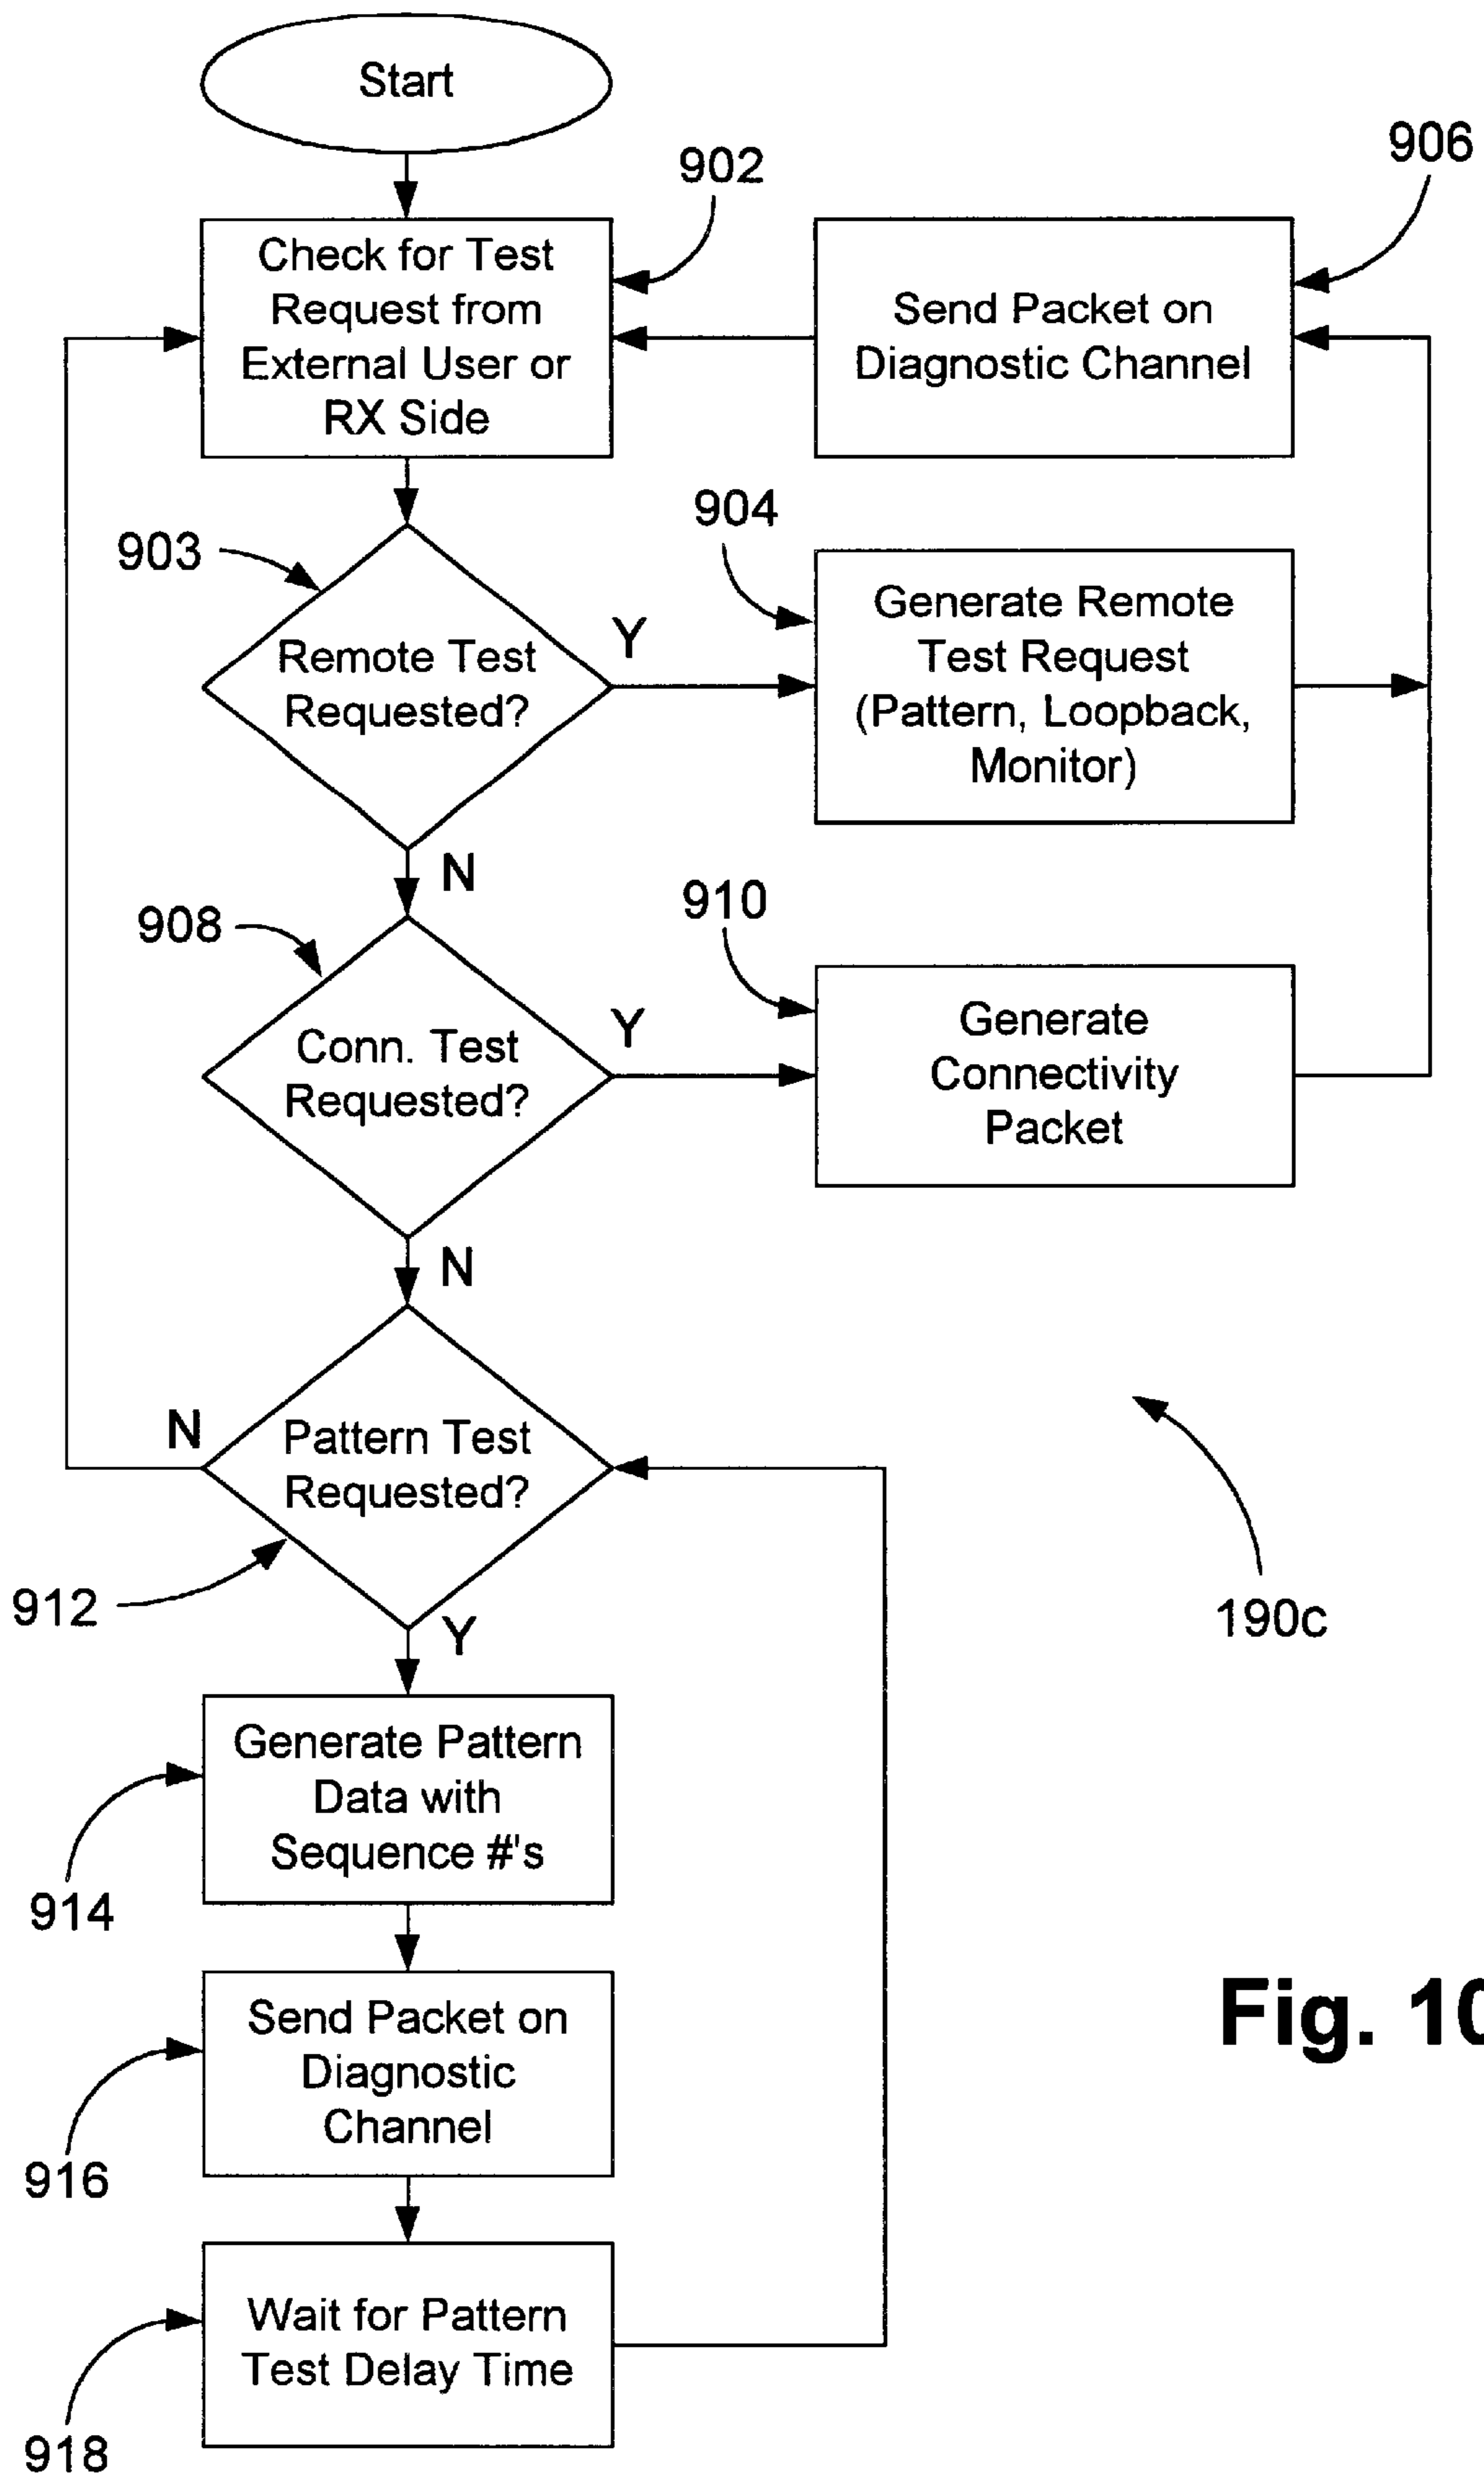 Start
902
906
Check for Test
Request from
External User or
RX Side
Send Packet on
Diagnostic Channel
903
904
Remote Test
Requested?
Y
Generate Remote
Test Request
(Pattern, Loopback,
Monitor)
N
908
910
Conn. Test
Requested?
Y
Generate
Connectivity
Packet
N
N
Pattern Test
Requested?
912
190c
Y
Generate Pattern
Data with
Sequence #'s
914
Send Packet on
Diagnostic
Channel
916
Fig. 10
Wait for Pattern
Test Delay Time
918